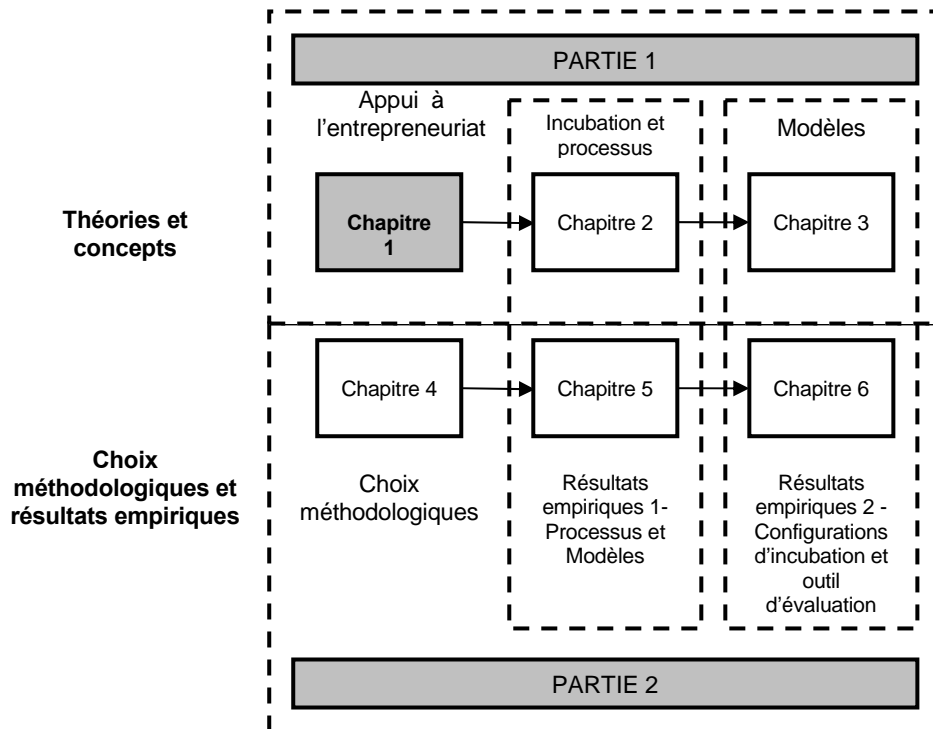 PARTIE 1
Appui à
l'entrepreneuriat
Incubation et
processus
Modèles
Théories et
concepts
Chapitre
1
Chapitre 2
Chapitre 3
Chapitre 4
Chapitre 5
Chapitre 6
Choix
méthodologiques et
résultats empiriques
Choix
méthodologiques
Résultats
empiriques 1-
Processus et
Modèles
Résultats
empiriques 2 -
Configurations
d'incubation et
outil
d'évaluation
PARTIE 2